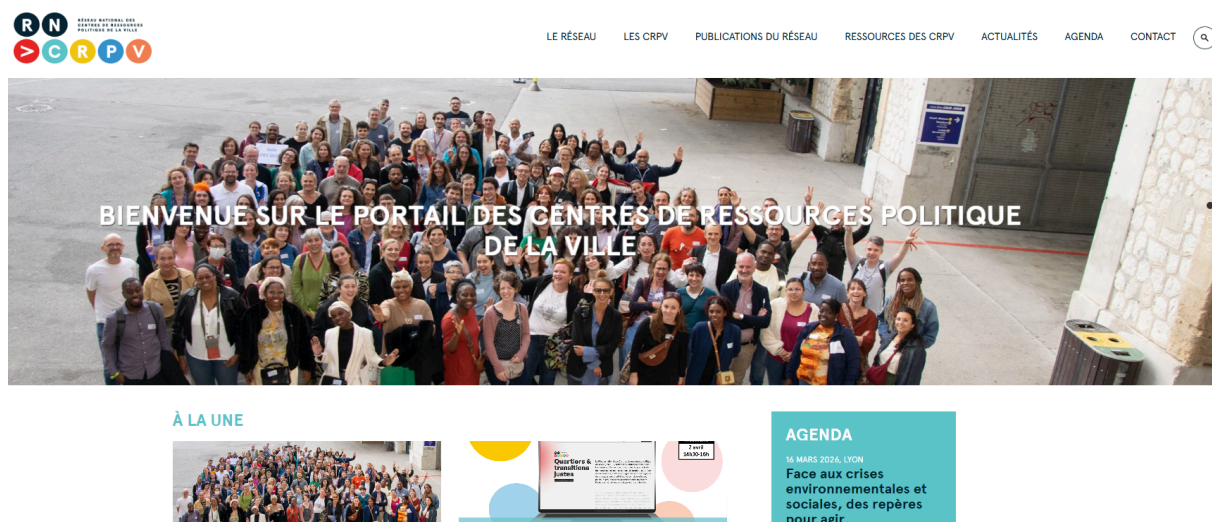 RN
RÉSEAU NATIONAL DES
CENTRES DE RESSOURCES
POLITIQUE DE LA VILLE
>CRPV
LE RÉSEAU
LES CRPV
PUBLICATIONS DU RÉSEAU
RESSOURCES DES CRPV
ACTUALITÉS
AGENDA
CONTACT
BIENVENUE SUR LE PORTAIL DES CENTRES DE RESSOURCES POLITIQUE
DE LA VILLE
À LA UNE
Quartiers &
transitions
justes
2 avril
14h30-16h
AGENDA
16 MARS 2026, LYON
Face aux crises
environnementales et
sociales, des repères
pour agir